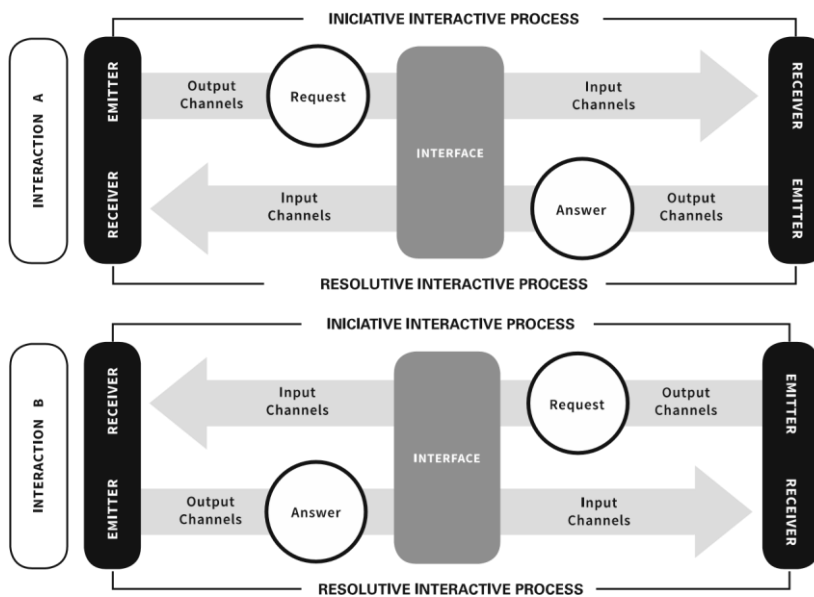 INICIATIVE INTERACTIVE PROCESS
INTERACTION A
EMITTER
Output
Channels
Request
INTERFACE
Input
Channels
RECEIVER
RECEIVER
Input
Channels
Answer
Output
Channels
EMITTER
RESOLUTIVE INTERACTIVE PROCESS
INICIATIVE INTERACTIVE PROCESS
INTERACTION B
RECEIVER
Input
Channels
INTERFACE
Request
Output
Channels
EMITTER
EMITTER
Output
Channels
Answer
Input
Channels
RECEIVER
RESOLUTIVE INTERACTIVE PROCESS